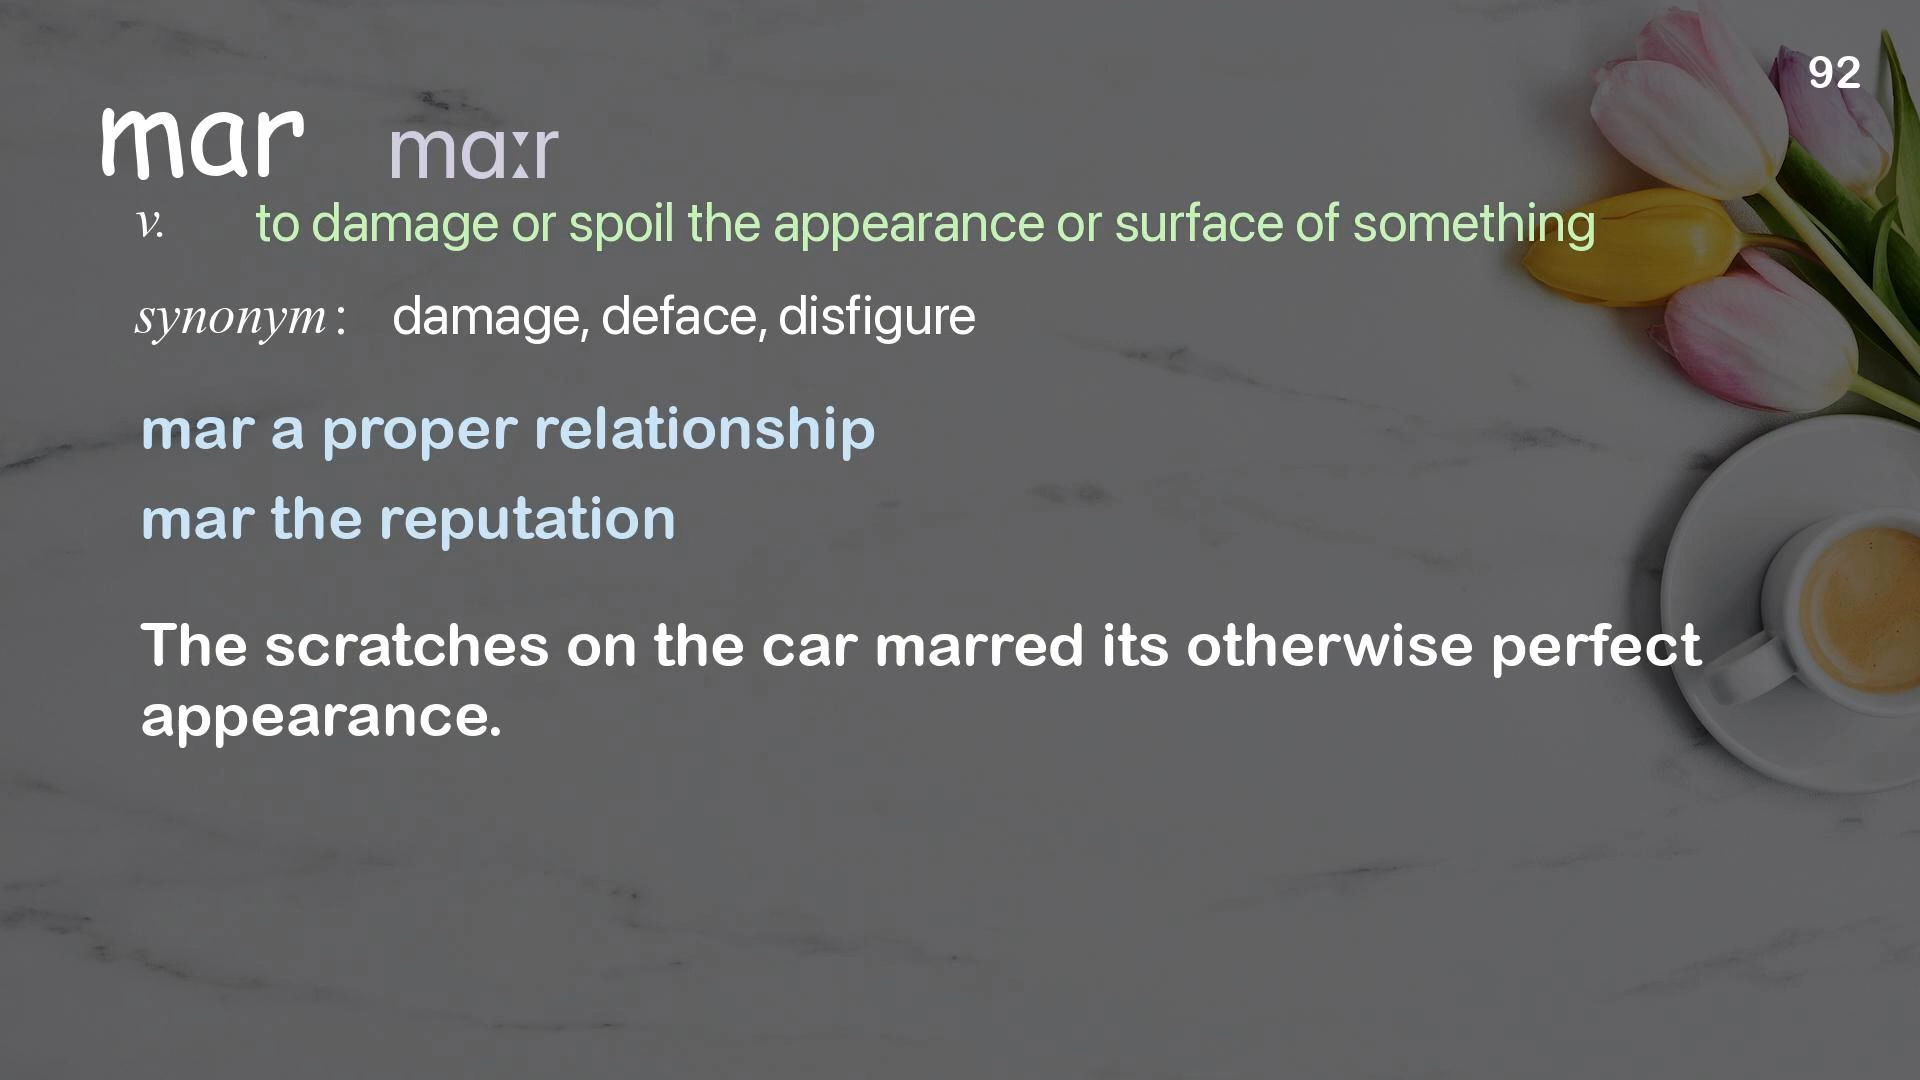 92
mar mɑːr
v. to damage or spoil the appearance or surface of something
synonym : damage, deface, disfigure
mar a proper relationship
mar the reputation
The scratches on the car marred its otherwise perfect
appearance.